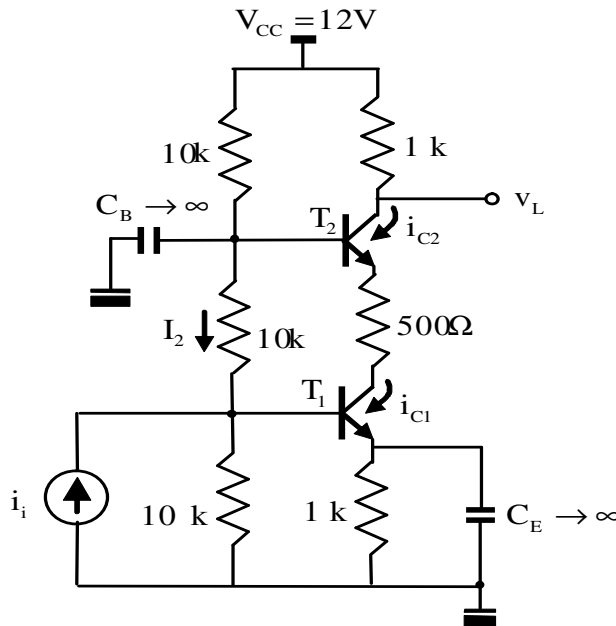 V_CC = 12V
10k
1 k
C_B → ∞
T_2
i_C2
v_L
I_2
10k
500Ω
T_1
i_C1
i_i
10 k
1 k
C_E → ∞